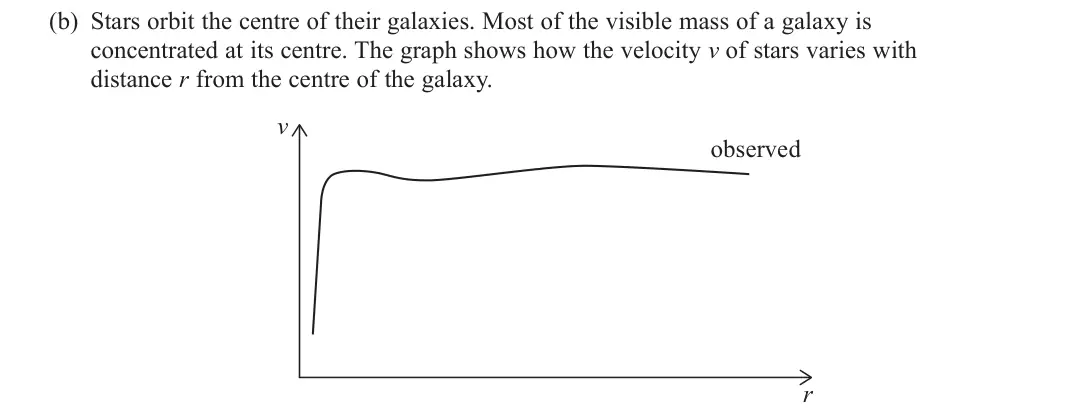 (b) Stars orbit the centre of their galaxies. Most of the visible mass of a galaxy is
concentrated at its centre. The graph shows how the velocity v of stars varies with
distance r from the centre of the galaxy.
v
observed
r